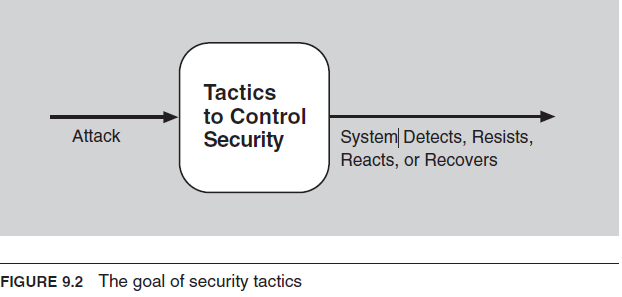 Tactics
to Control
Security
Attack
System Detects, Resists,
Reacts, or Recovers
FIGURE 9.2 The goal of security tactics